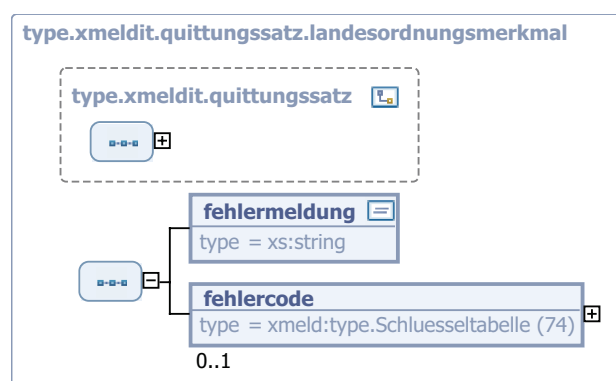 type.xmeldit.quittungssatz.landesordnungsmerkmal
type.xmeldit.quittungssatz
fehlermeldung
type = xs:string
fehlercode
type = xmeld:type.Schluesseltabelle (74)
0..1